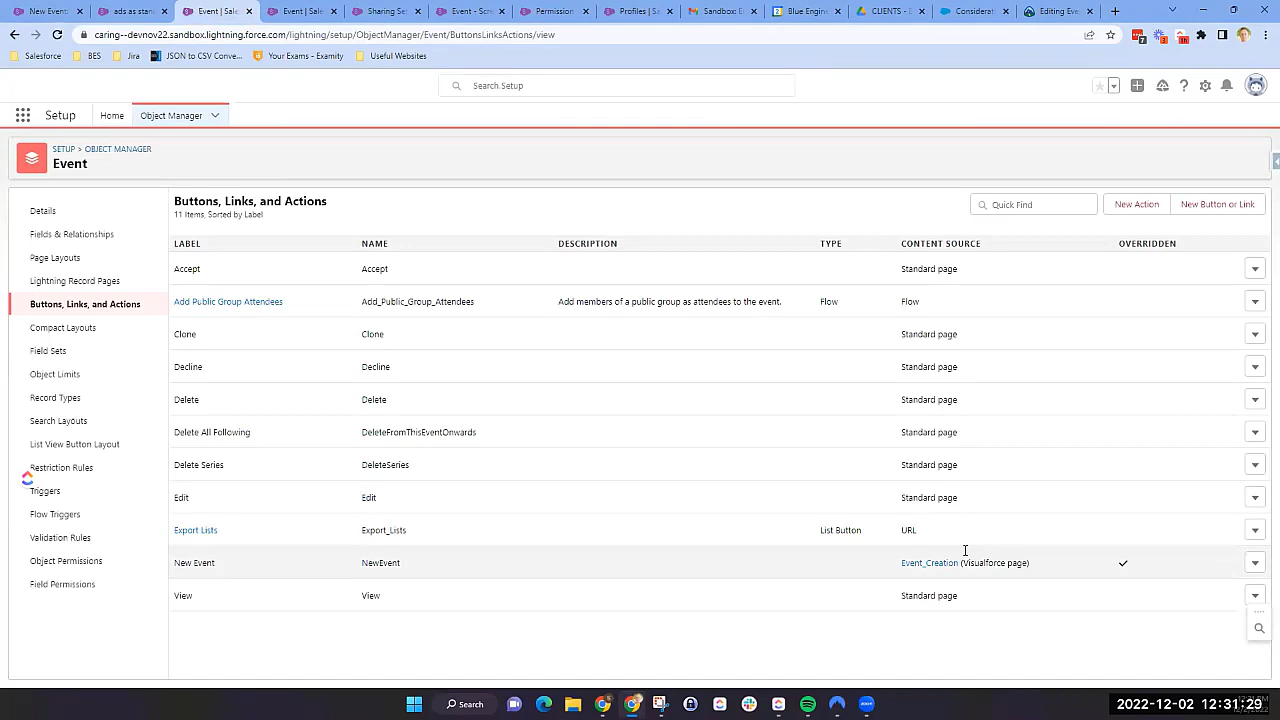 New Event
ads as stan
Event | Sale
Event | Sale
Sharing Se
Event - Scr
Permission
Profiles | Sa
Sandbox E
Blue Engin
CLIENTS - E
Considerat
Editing Eve
caring--devnov22.sandbox.lightning.force.com/lightning/setup/ObjectManager/Event/ButtonsLinksActions/view
Salesforce BES Jira JSON to CSV Conve... Your Exams - Examity Useful Websites
Search Setup
Setup Home Object Manager
SETUP > OBJECT MANAGER
Event
Details
Fields & Relationships
Page Layouts
Lightning Record Pages
Buttons, Links, and Actions
Compact Layouts
Field Sets
Object Limits
Record Types
Search Layouts
List View Button Layout
Restriction Rules
Triggers
Flow Triggers
Validation Rules
Object Permissions
Field Permissions
Buttons, Links, and Actions
11 Items, Sorted by Label
Quick Find
New Action
New Button or Link
LABEL NAME DESCRIPTION TYPE CONTENT SOURCE OVERRIDDEN
Accept Accept Standard page
Add Public Group Attendees Add_Public_Group_Attendees Add members of a public group as attendees to the event. Flow Flow
Clone Clone Standard page
Decline Decline Standard page
Delete Delete Standard page
Delete All Following DeleteFromThisEventOnwards Standard page
Delete Series DeleteSeries Standard page
Edit Edit Standard page
Export Lists Export_Lists List Button URL
New Event NewEvent Event_Creation (Visualforce page)
View View Standard page
Search
2022-12-02 12:31:29